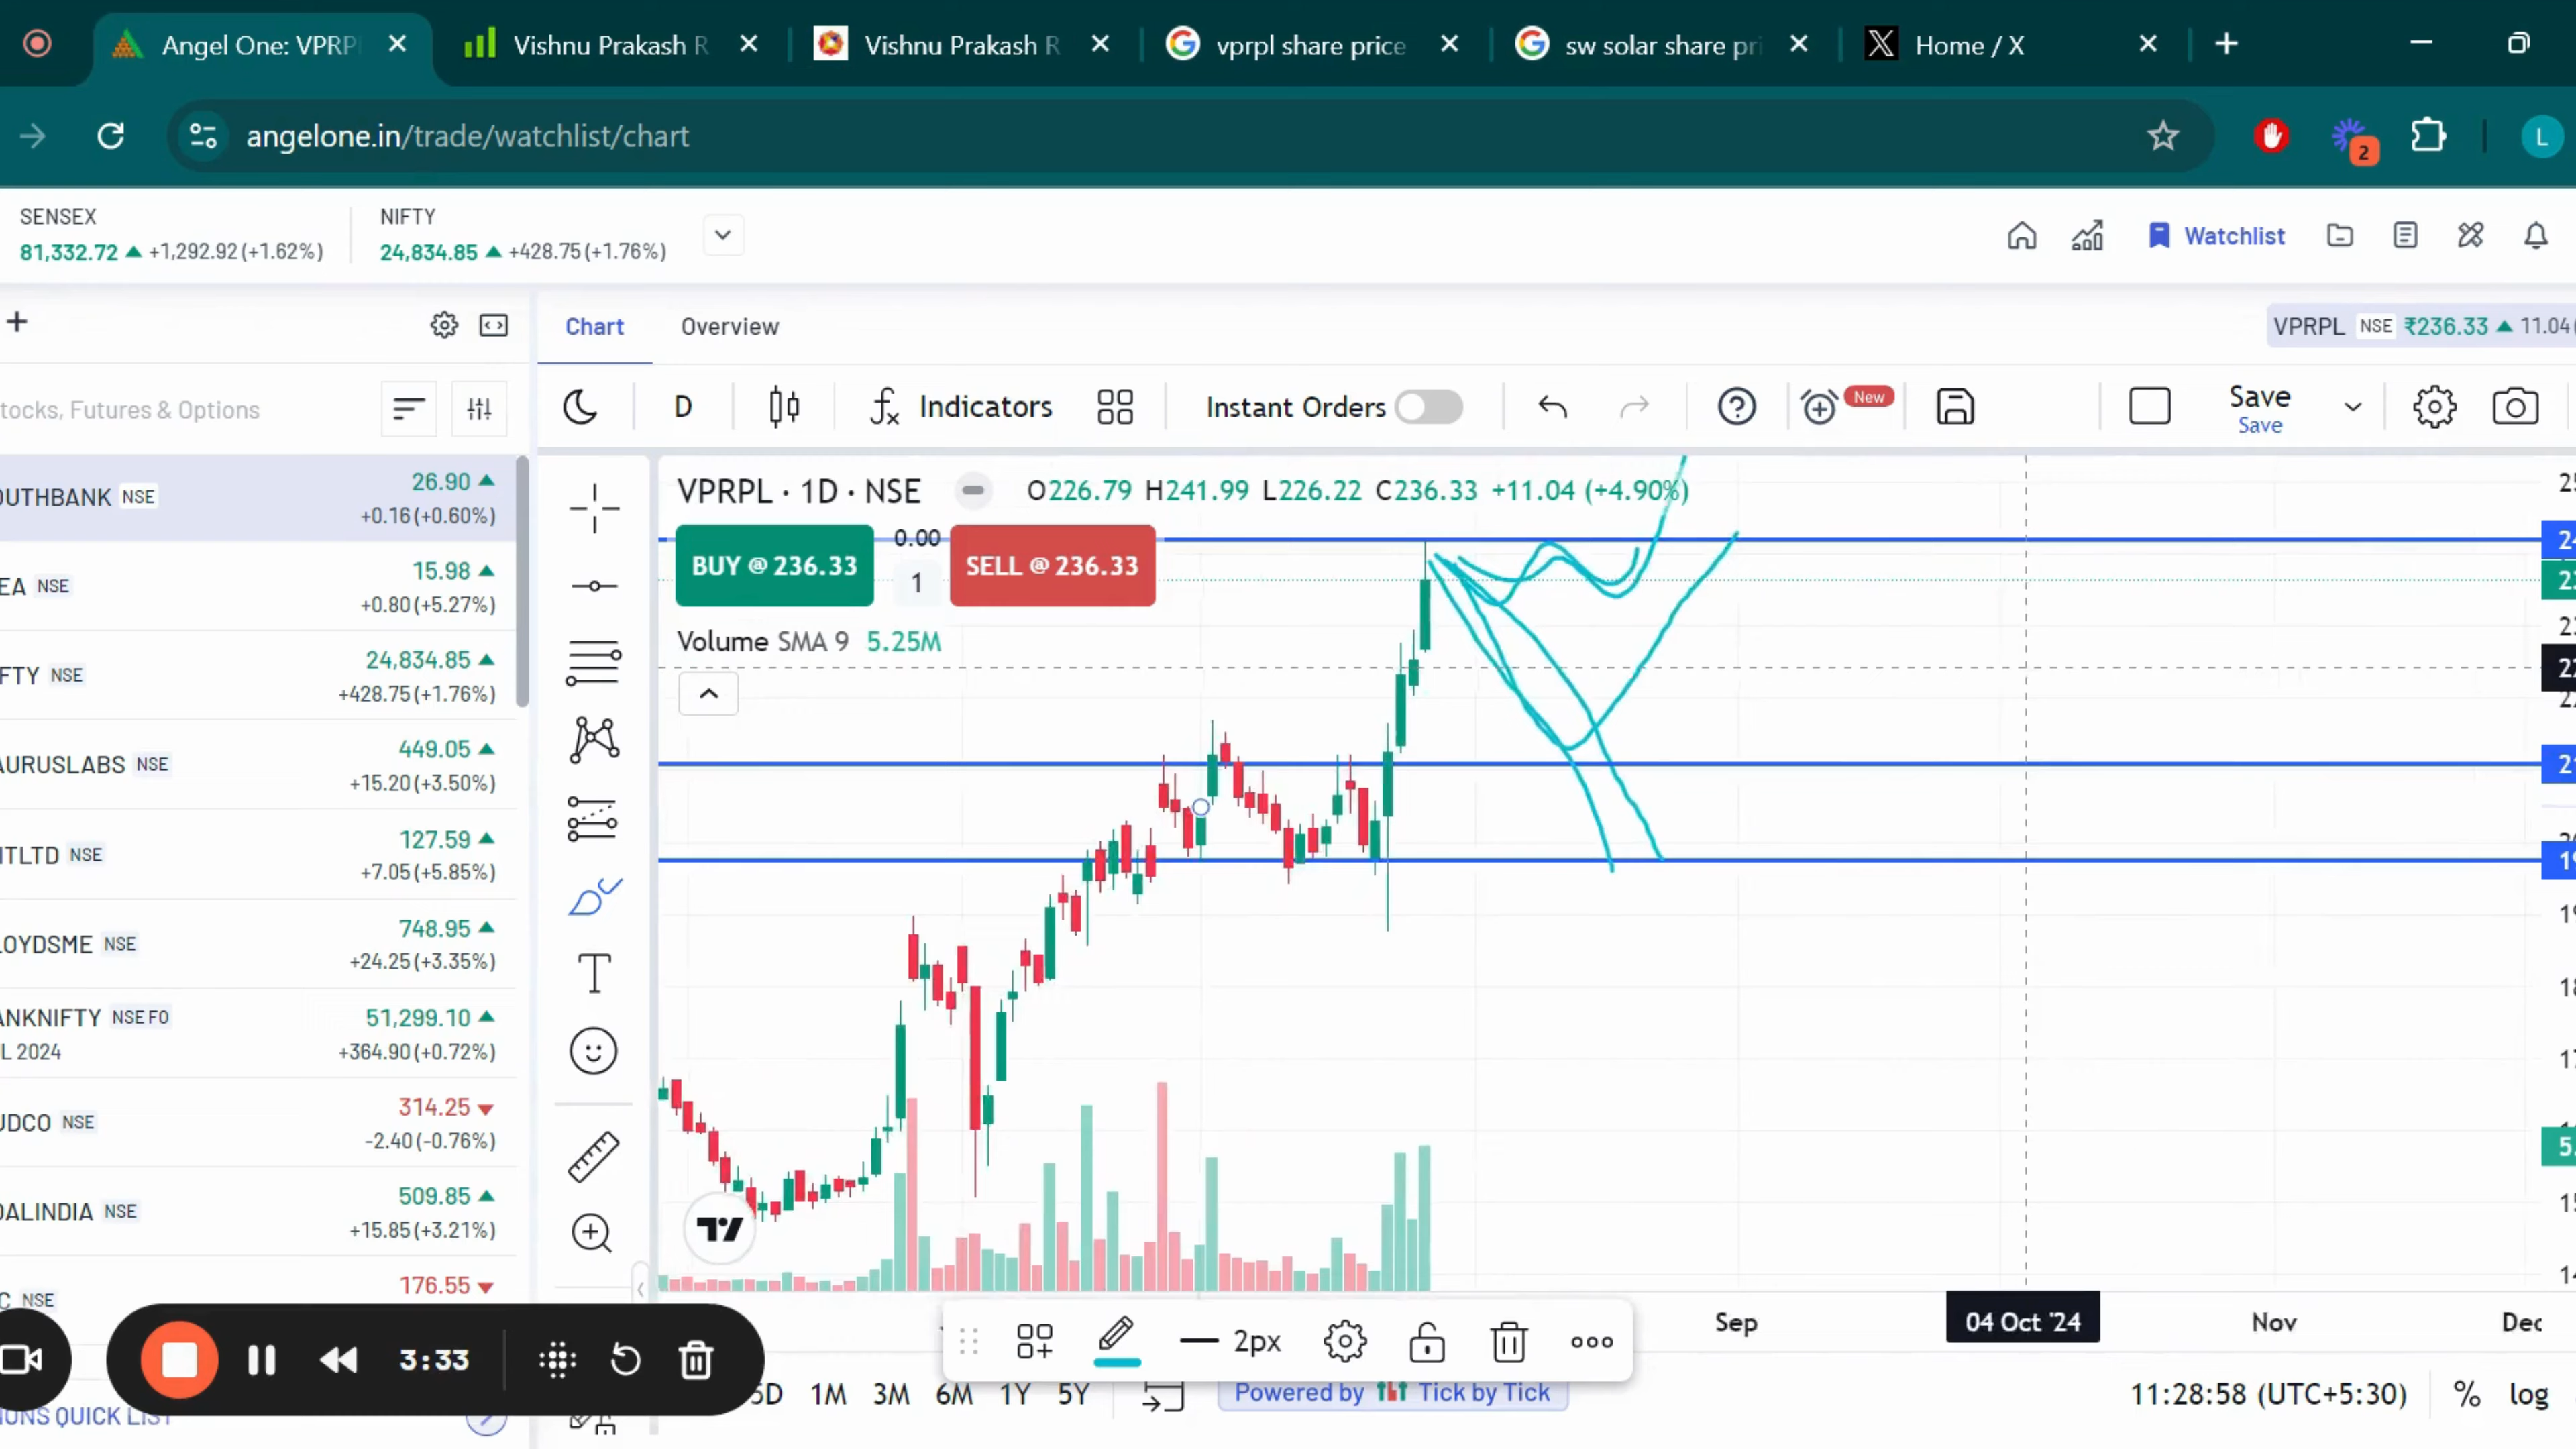 Angel One: VPRP
Vishnu Prakash R
Vishnu Prakash R
vprpl share price
sw solar share pri
Home / X
angelone.in/trade/watchlist/chart
2
L
SENSEX
81,332.72 +1,292.92 (+1.62%)
NIFTY
24,834.85 +428.75 (+1.76%)
Watchlist
Chart
Overview
VPRPL NSE ₹236.33 11.04
tocks, Futures & Options
D
Indicators
Instant Orders
New
Save
Save
OUTHBANK NSE
26.90
+0.16 (+0.60%)
EA NSE
15.98
+0.80 (+5.27%)
FTY NSE
24,834.85
+428.75 (+1.76%)
AURUSLABS NSE
449.05
+15.20 (+3.50%)
ITLTD NSE
127.59
+7.05 (+5.85%)
OYDSME NSE
748.95
+24.25 (+3.35%)
ANKNIFTY NSE FO
51,299.10
L 2024
+364.90 (+0.72%)
UDCO NSE
314.25
-2.40 (-0.76%)
OALINDIA NSE
509.85
+15.85 (+3.21%)
C NSE
176.55
VPRPL · 1D · NSE
O226.79 H241.99 L226.22 C236.33 +11.04 (+4.90%)
BUY @ 236.33
0.00
1
SELL @ 236.33
Volume SMA 9 5.25M
Sep
04 Oct '24
Nov
Dec
3:33
2px
5D 1M 3M 6M 1Y 5Y
Powered by Tick by Tick
11:28:58 (UTC+5:30)
%
log
IONS QUICK LIST